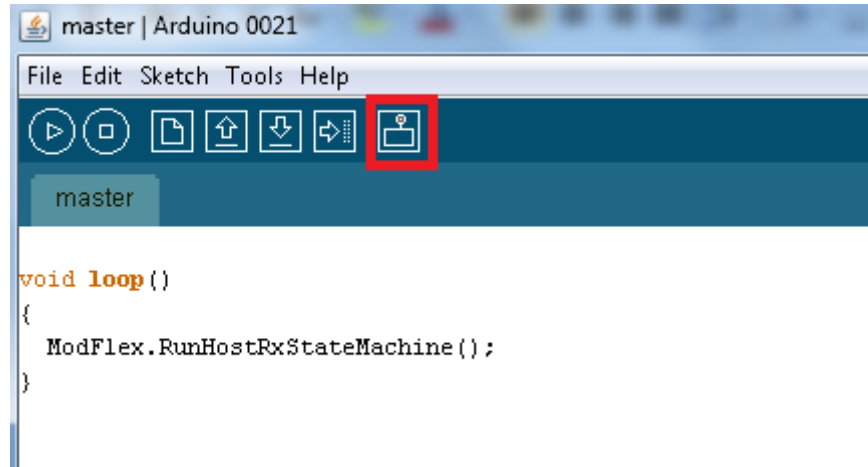 master | Arduino 0021
File Edit Sketch Tools Help
master
void loop()
{
  ModFlex.RunHostRxStateMachine();
}